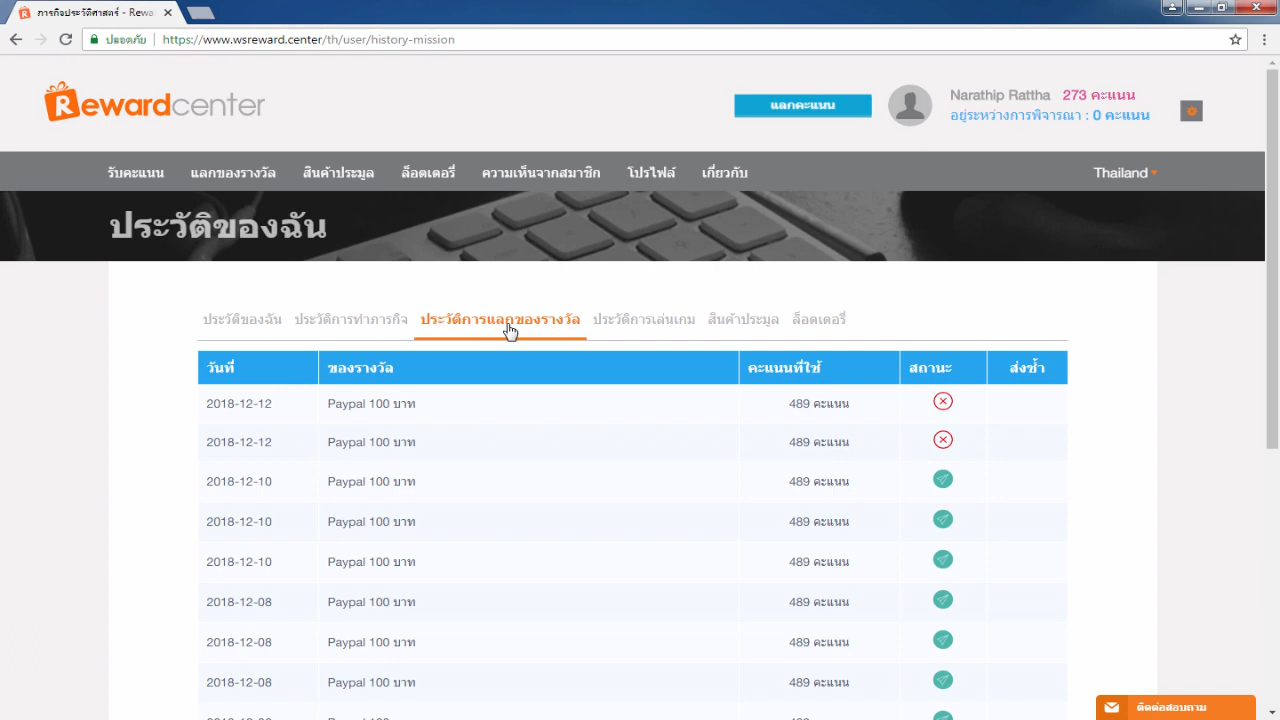 ภารกิจประวัติศาสตร์ - Rewa
ปลอดภัย https://www.wsreward.center/th/user/history-mission
Rewardcenter
แลกคะแนน
Narathip Rattha 273 คะแนน
อยู่ระหว่างการพิจารณา : 0 คะแนน
รับคะแนน แลกของรางวัล สินค้าประมูล ล็อตเตอรี่ ความเห็นจากสมาชิก โปรไฟล์ เกี่ยวกับ Thailand
ประวัติของฉัน
ประวัติของฉัน ประวัติการทำภารกิจ ประวัติการแลกของรางวัล ประวัติการเล่นเกม สินค้าประมูล ล็อตเตอรี่
วันที่ ของรางวัล คะแนนที่ใช้ สถานะ ส่งซ้ำ
2018-12-12 Paypal 100 บาท 489 คะแนน
2018-12-12 Paypal 100 บาท 489 คะแนน
2018-12-10 Paypal 100 บาท 489 คะแนน
2018-12-10 Paypal 100 บาท 489 คะแนน
2018-12-10 Paypal 100 บาท 489 คะแนน
2018-12-08 Paypal 100 บาท 489 คะแนน
2018-12-08 Paypal 100 บาท 489 คะแนน
2018-12-08 Paypal 100 บาท 489 คะแนน
ติดต่อสอบถาม